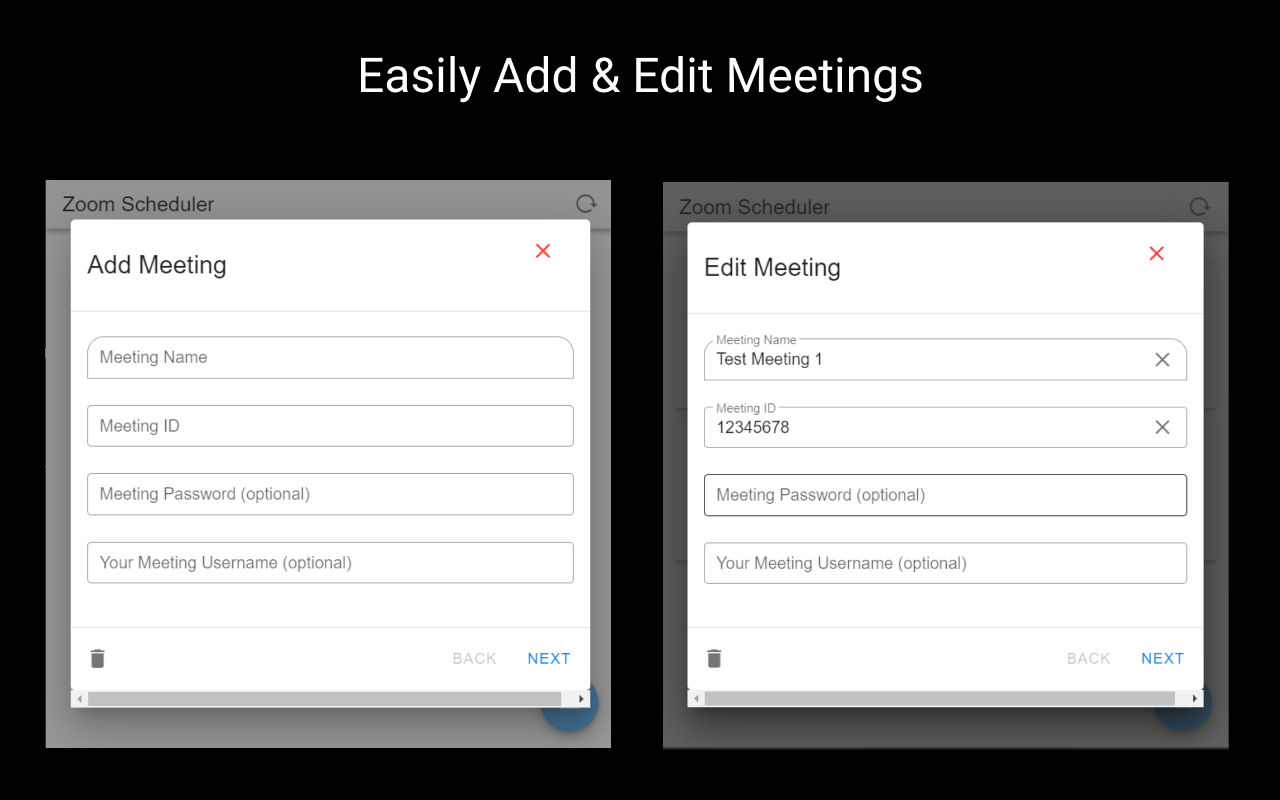 Easily Add & Edit Meetings
Zoom Scheduler
Add Meeting
Meeting Name
Meeting ID
Meeting Password (optional)
Your Meeting Username (optional)
BACK NEXT
Zoom Scheduler
Edit Meeting
Meeting Name
Test Meeting 1
Meeting ID
12345678
Meeting Password (optional)
Your Meeting Username (optional)
BACK NEXT